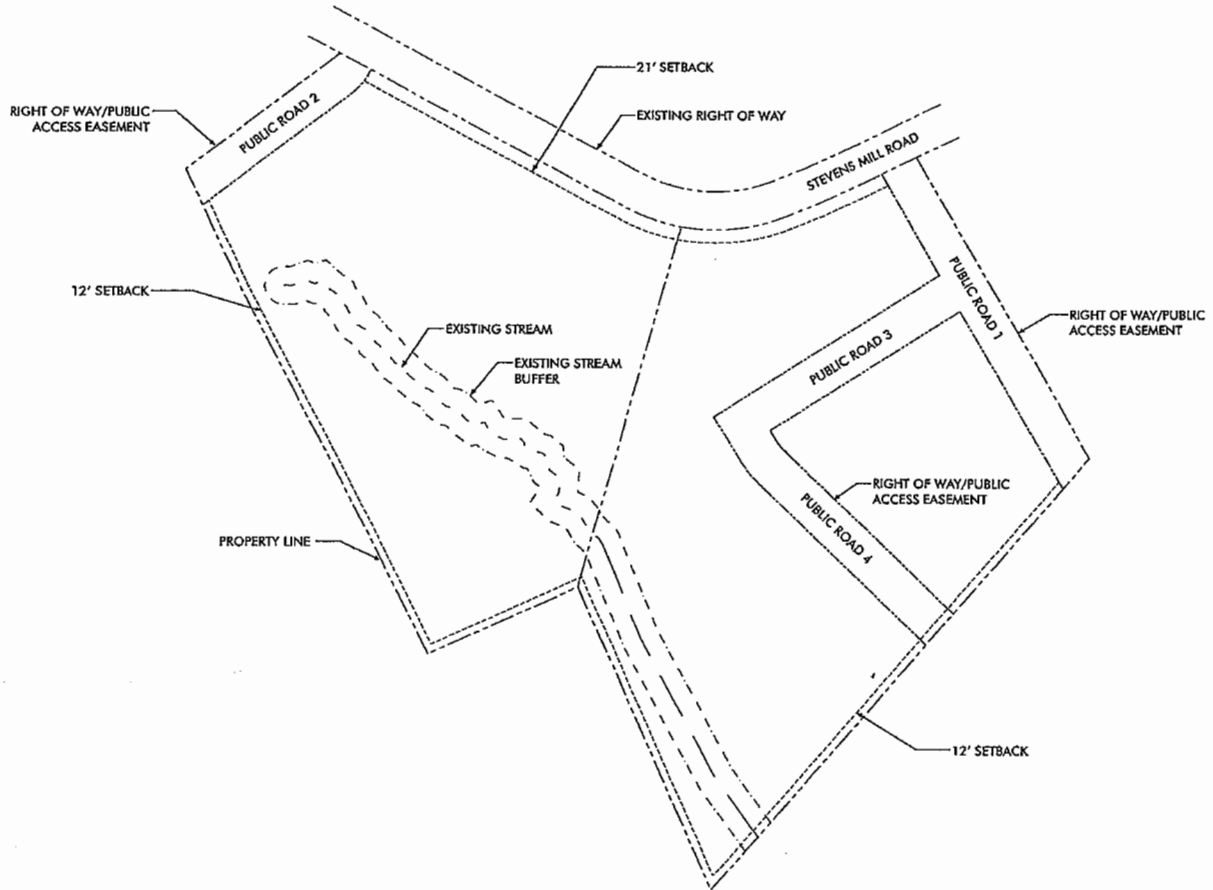 21' SETBACK
RIGHT OF WAY/PUBLIC
ACCESS EASEMENT
PUBLIC ROAD 2
EXISTING RIGHT OF WAY
STEVENS MILL ROAD
12' SETBACK
PUBLIC ROAD 1
RIGHT OF WAY/PUBLIC
ACCESS EASEMENT
EXISTING STREAM
EXISTING STREAM
BUFFER
PUBLIC ROAD 3
RIGHT OF WAY/PUBLIC
ACCESS EASEMENT
PUBLIC ROAD 4
PROPERTY LINE
12' SETBACK